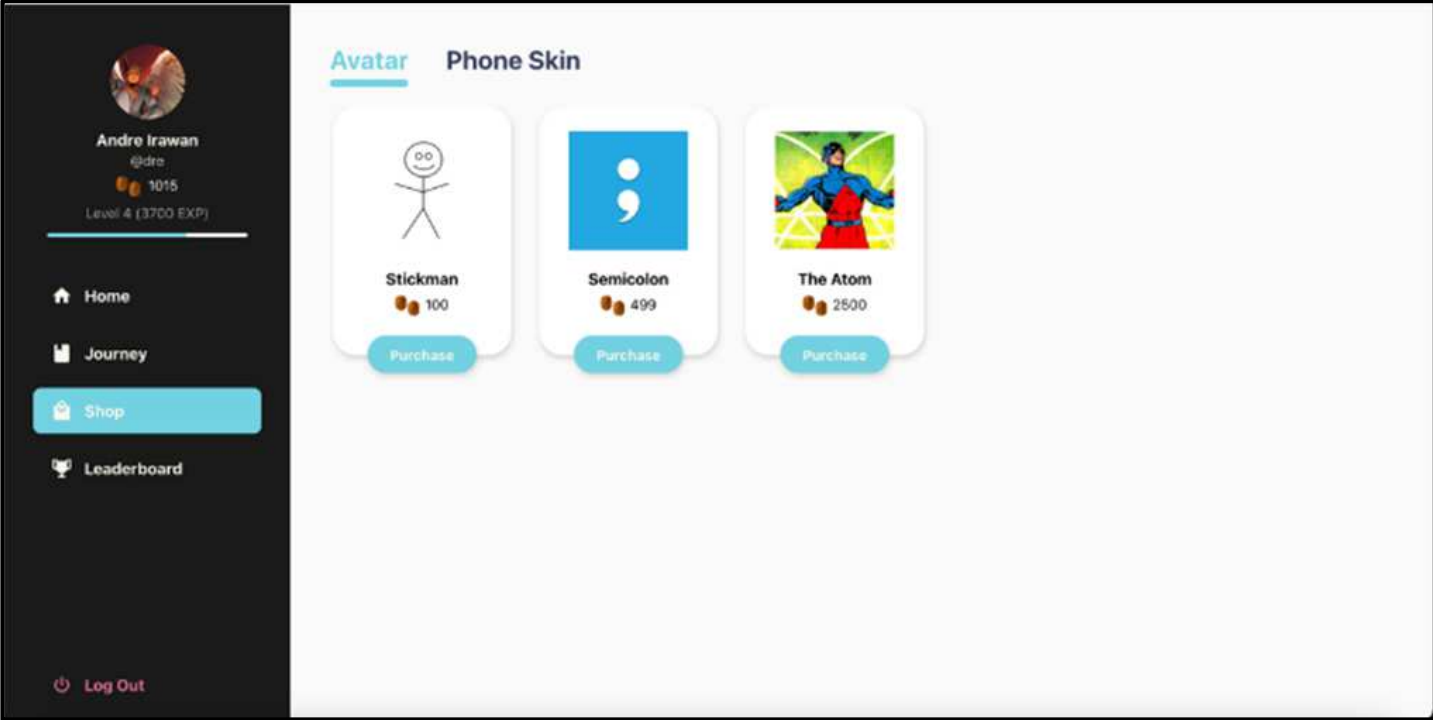 Andre Irawan
@dre
1015
Level 4 (3700 EXP)
Home
Journey
Shop
Leaderboard
Log Out
Avatar Phone Skin
Stickman
100
Purchase
Semicolon
499
Purchase
The Atom
2500
Purchase